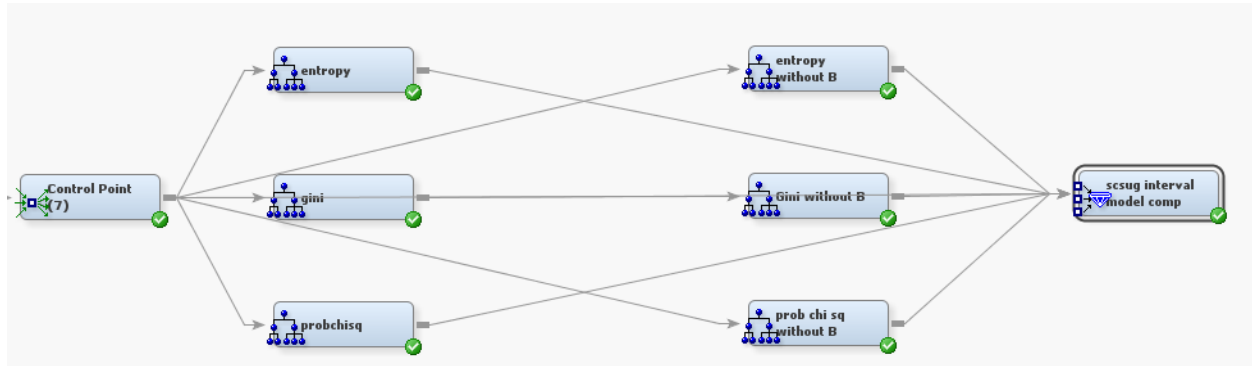 entropy
entropy
without B
Control Point
(7)
gini
Gini without B
scsug interval
model comp
probchisq
prob chi sq
without B